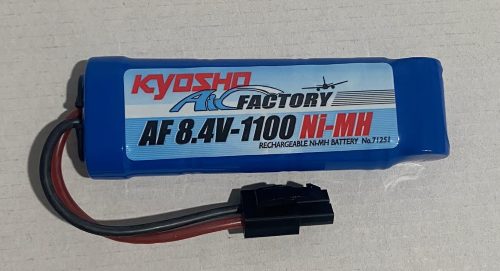 KYOSHO
AiR FACTORY
AF 8.4V-1100 Ni-MH
RECHARGEABLE Ni-MH BATTERY No.71251